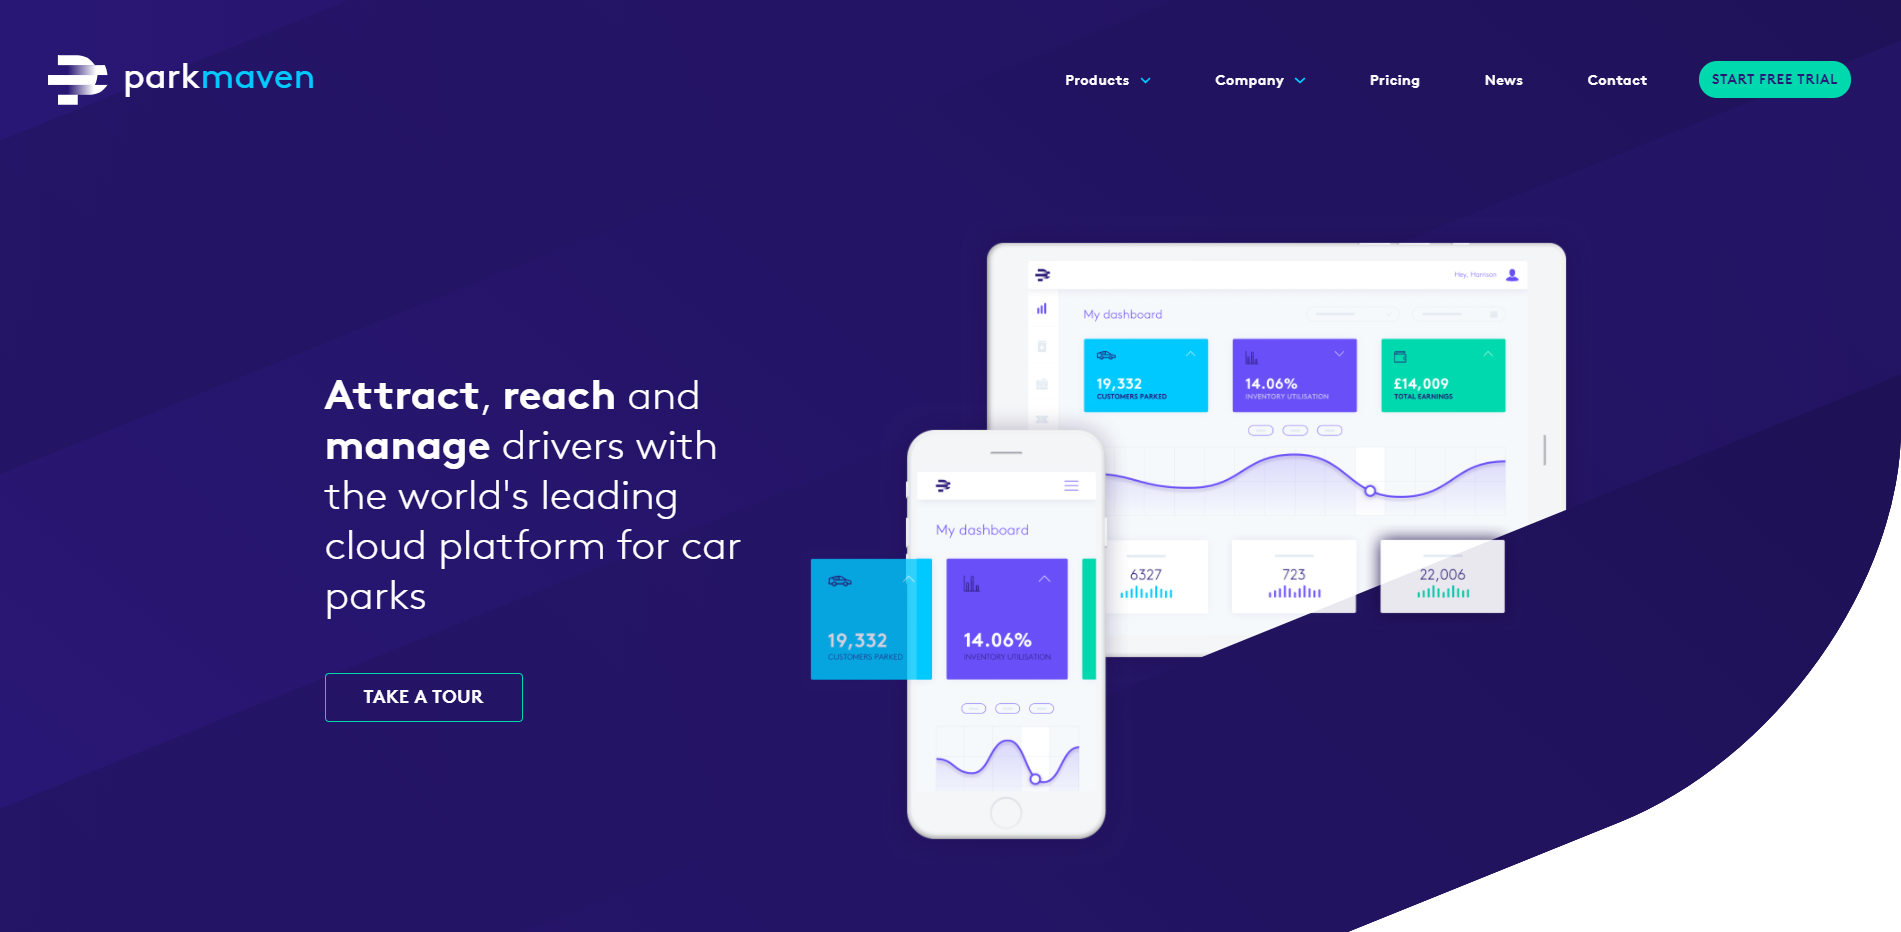 parkmaven
Products
Company
Pricing
News
Contact
START FREE TRIAL
Attract, reach and
manage drivers with
the world's leading
cloud platform for car
parks
TAKE A TOUR
Hey, Harrison
My dashboard
19,332
CUSTOMERS PARKED
14.06%
INVENTORY UTILISATION
£14,009
TOTAL EARNINGS
6327
723
22,006
My dashboard
19,332
CUSTOMERS PARKED
14.06%
INVENTORY UTILISATION